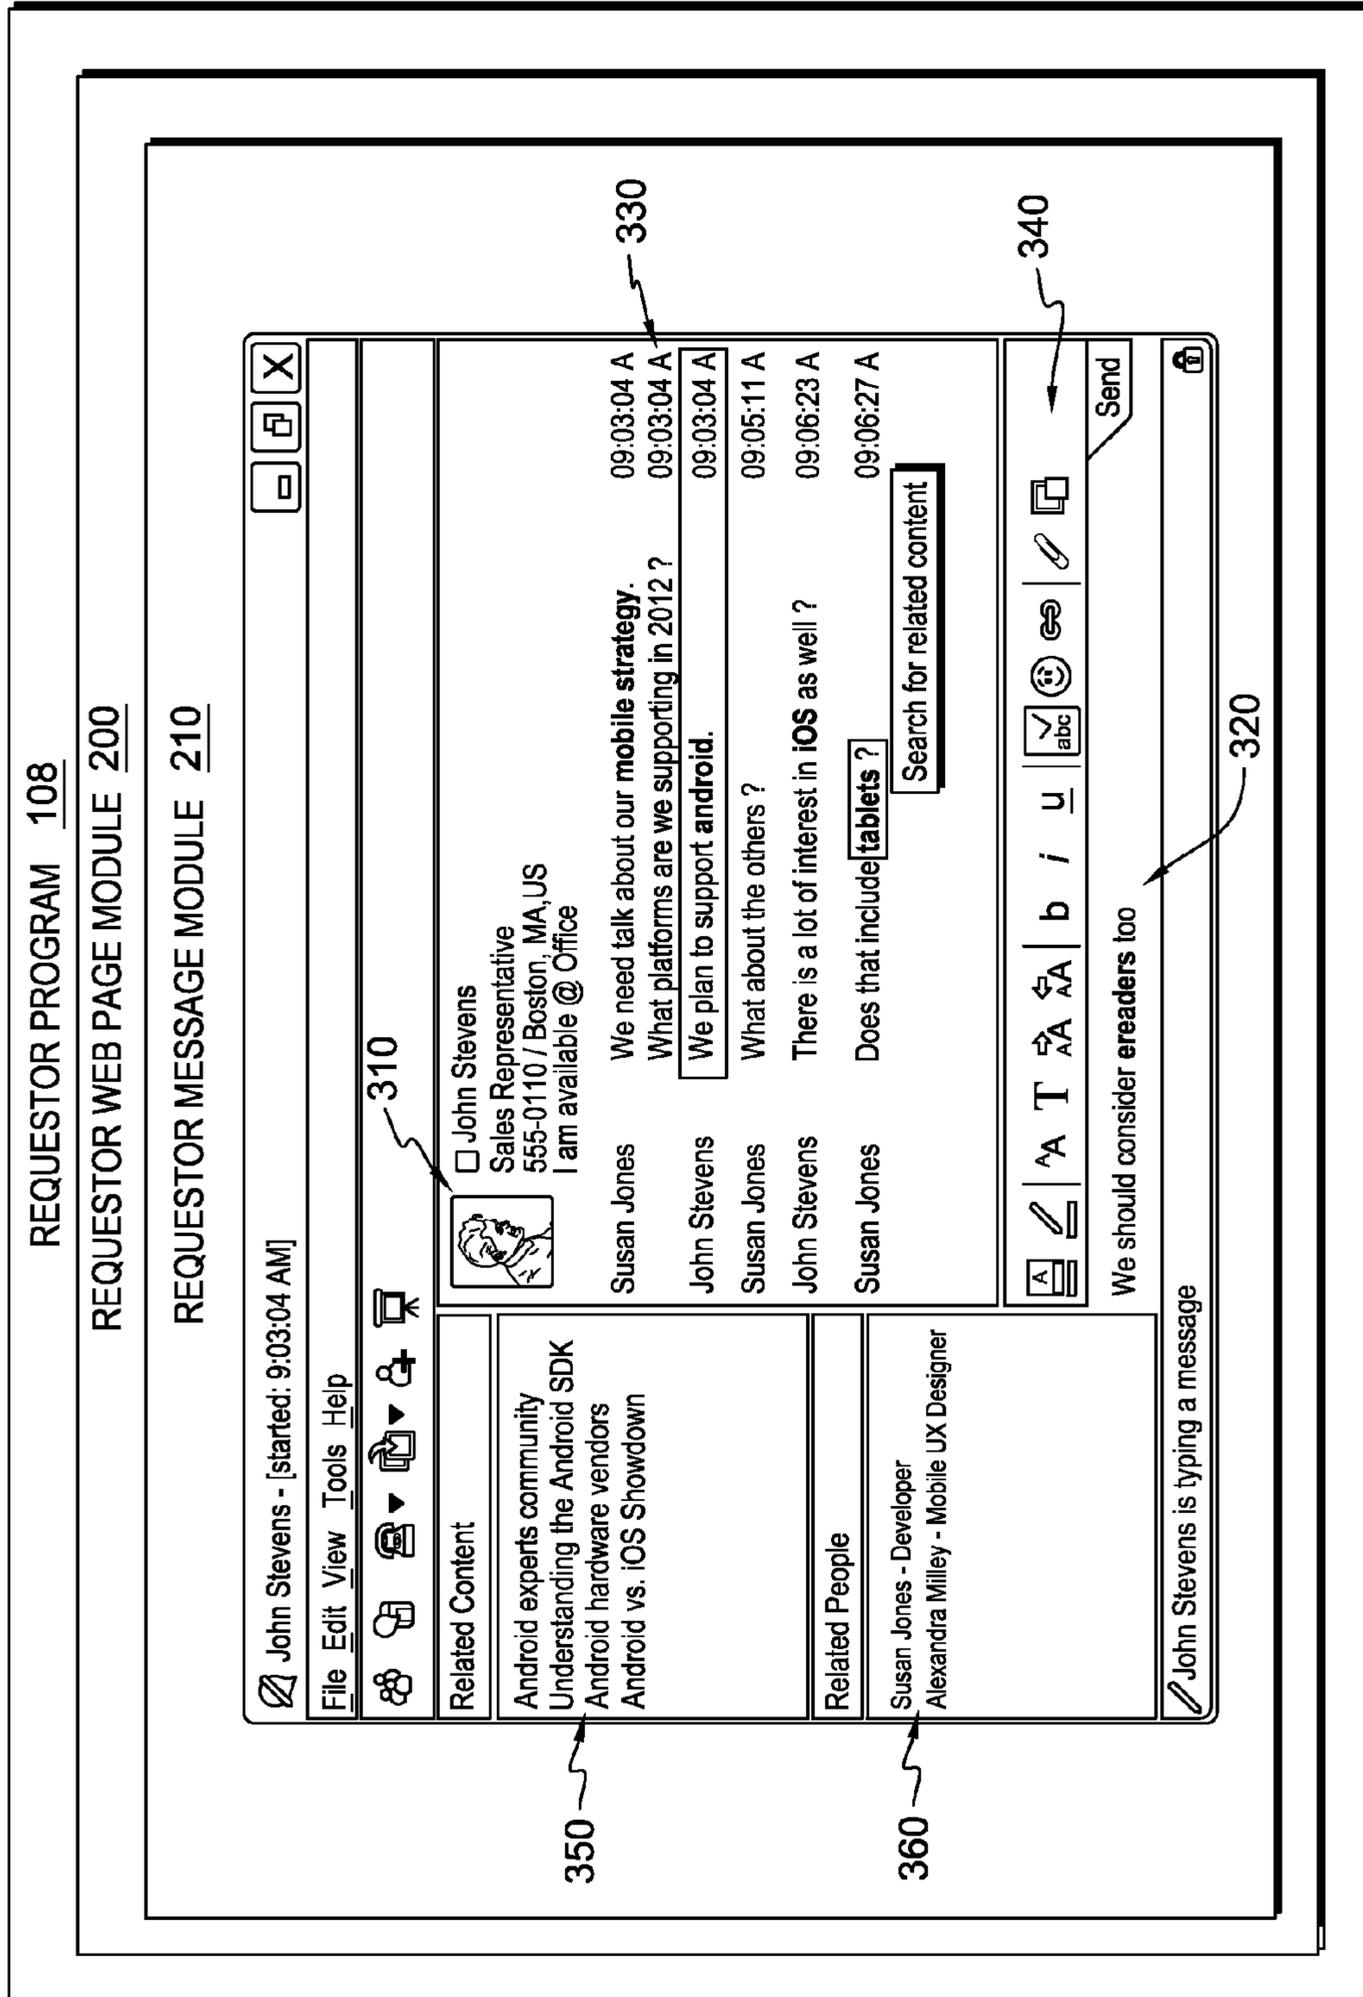 REQUESTOR PROGRAM 108
REQUESTOR WEB PAGE MODULE 200
REQUESTOR MESSAGE MODULE 210
John Stevens - [started: 9:03:04 AM]
X
File Edit View Tools Help
310
Related Content
Android experts community
Understanding the Android SDK
Android hardware vendors
Android vs. iOS Showdown
350
Related People
Susan Jones - Developer
Alexandra Milley - Mobile UX Designer
360
John Stevens
Sales Representative
555-0110 / Boston, MA,US
I am available @ Office
Susan Jones We need talk about our mobile strategy. 09:03:04 A
What platforms are we supporting in 2012 ? 09:03:04 A
330
John Stevens We plan to support android. 09:03:04 A
Susan Jones What about the others ? 09:05:11 A
John Stevens There is a lot of interest in iOS as well ? 09:06:23 A
Susan Jones Does that include tablets ? 09:06:27 A
Search for related content
A AA T AA AA b i u abc
340
We should consider ereaders too
Send
320
John Stevens is typing a message